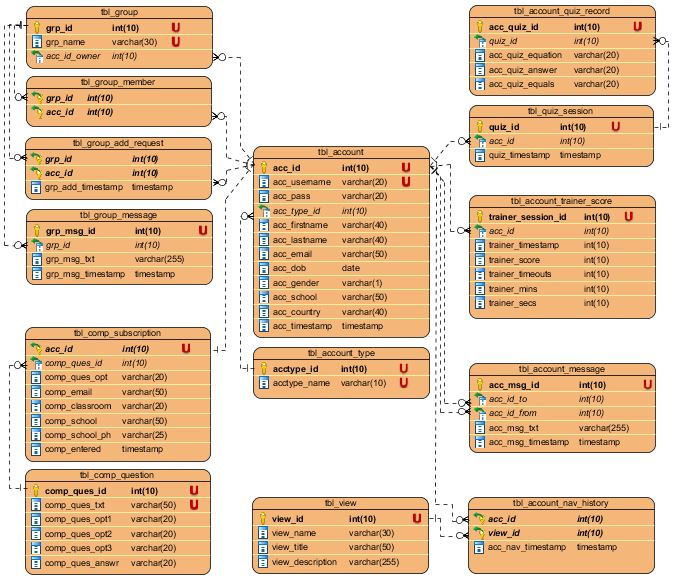 tbl_group
grp_id int(10) U
grp_name varchar(30) U
acc_id_owner int(10)
tbl_group_member
grp_id int(10)
acc_id int(10)
tbl_group_add_request
grp_id int(10)
acc_id int(10)
grp_add_timestamp timestamp
tbl_group_message
grp_msg_id int(10) U
grp_id int(10)
grp_msg_txt varchar(255)
grp_msg_timestamp timestamp
tbl_comp_subscription
acc_id int(10) U
comp_ques_id int(10)
comp_ques_opt varchar(20)
comp_email varchar(50)
comp_classroom varchar(20)
comp_school varchar(50)
comp_school_ph varchar(25)
comp_entered timestamp
tbl_comp_question
comp_ques_id int(10) U
comp_ques_txt varchar(50) U
comp_ques_opt1 varchar(20)
comp_ques_opt2 varchar(20)
comp_ques_opt3 varchar(20)
comp_ques_answr varchar(20)
tbl_account
acc_id int(10) U
acc_username varchar(20) U
acc_pass varchar(20)
acc_type_id int(10)
acc_firstname varchar(40)
acc_lastname varchar(40)
acc_email varchar(50)
acc_dob date
acc_gender varchar(1)
acc_school varchar(50)
acc_country varchar(40)
acc_timestamp timestamp
tbl_account_type
acctype_id int(10) U
acctype_name varchar(10) U
tbl_view
view_id int(10) U
view_name varchar(30)
view_title varchar(50)
view_description varchar(255)
tbl_account_quiz_record
acc_quiz_id int(10) U
quiz_id int(10)
acc_quiz_equation varchar(20)
acc_quiz_answer varchar(20)
acc_quiz_equals varchar(20)
tbl_quiz_session
quiz_id int(10) U
acc_id int(10)
quiz_timestamp timestamp
tbl_account_trainer_score
trainer_session_id int(10) U
acc_id int(10)
trainer_timestamp int(10)
trainer_score int(10)
trainer_timeouts int(10)
trainer_mins int(10)
trainer_secs int(10)
tbl_account_message
acc_msg_id int(10) U
acc_id_to int(10)
acc_id_from int(10)
acc_msg_txt varchar(255)
acc_msg_timestamp timestamp
tbl_account_nav_history
acc_id int(10)
view_id int(10)
acc_nav_timestamp timestamp